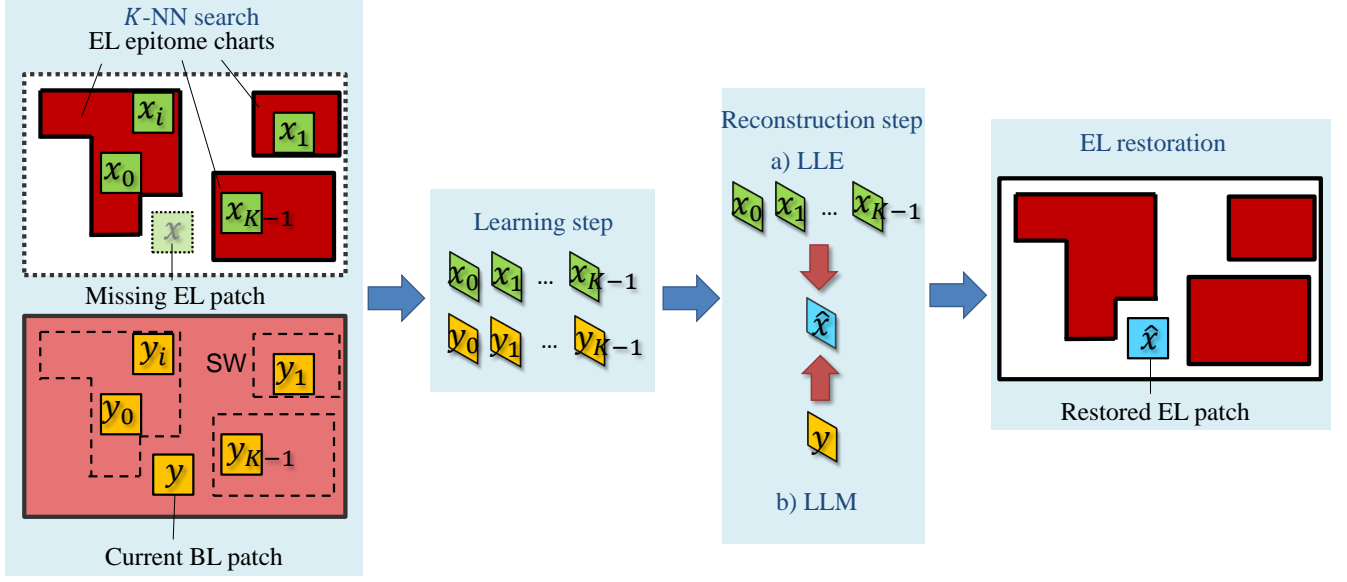 K-NN search
EL epitome charts
x_i
x_1
x_0
x_{K-1}
x
Missing EL patch
y_i
SW
y_1
y_0
y_{K-1}
y
Current BL patch
Learning step
x_0 x_1 ... x_{K-1}
y_0 y_1 ... y_{K-1}
Reconstruction step
a) LLE
x_0 x_1 ... x_{K-1}
x̂
y
b) LLM
EL restoration
x̂
Restored EL patch